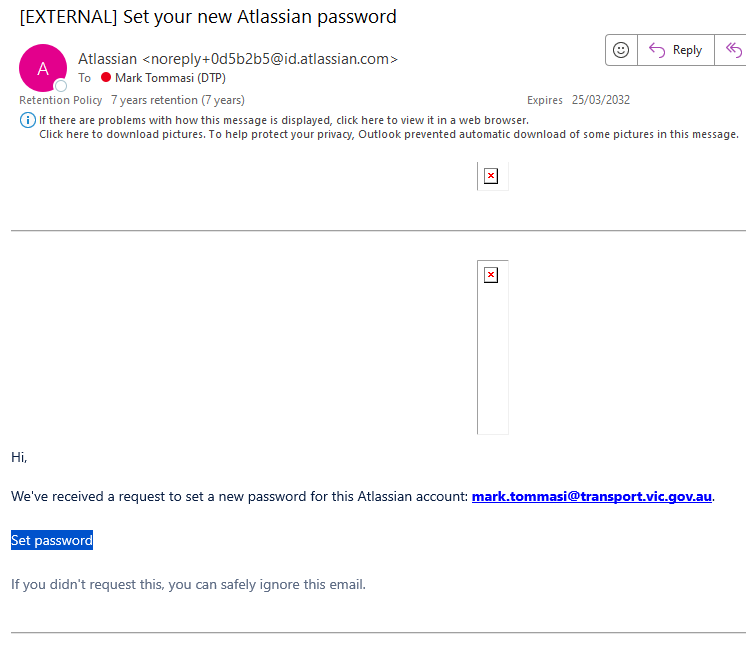 [EXTERNAL] Set your new Atlassian password
A
Atlassian <noreply+0d5b2b5@id.atlassian.com>
Reply
To Mark Tommasi (DTP)
Retention Policy 7 years retention (7 years)
Expires 25/03/2032
If there are problems with how this message is displayed, click here to view it in a web browser.
Click here to download pictures. To help protect your privacy, Outlook prevented automatic download of some pictures in this message.
Hi,
We've received a request to set a new password for this Atlassian account: mark.tommasi@transport.vic.gov.au.
Set password
If you didn't request this, you can safely ignore this email.